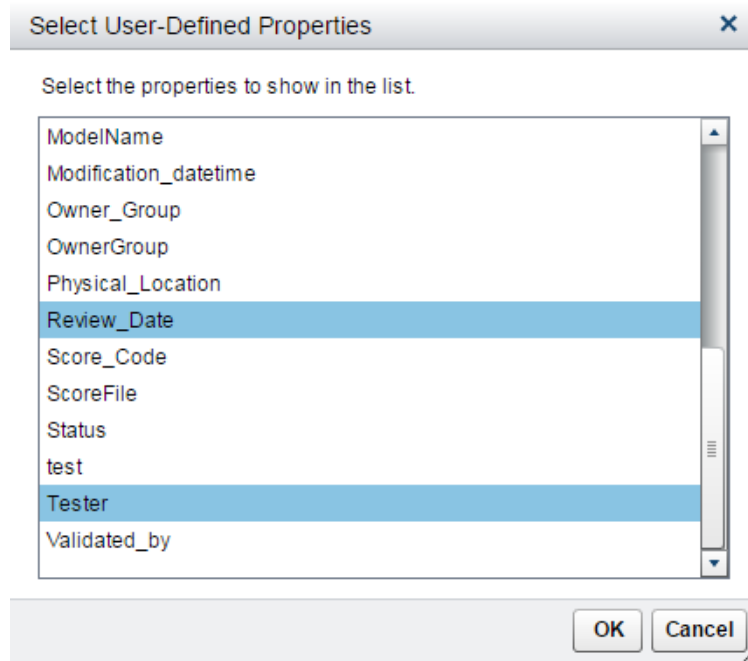 Select User-Defined Properties
Select the properties to show in the list.
ModelName
Modification_datetime
Owner_Group
OwnerGroup
Physical_Location
Review_Date
Score_Code
ScoreFile
Status
test
Tester
Validated_by
OK Cancel